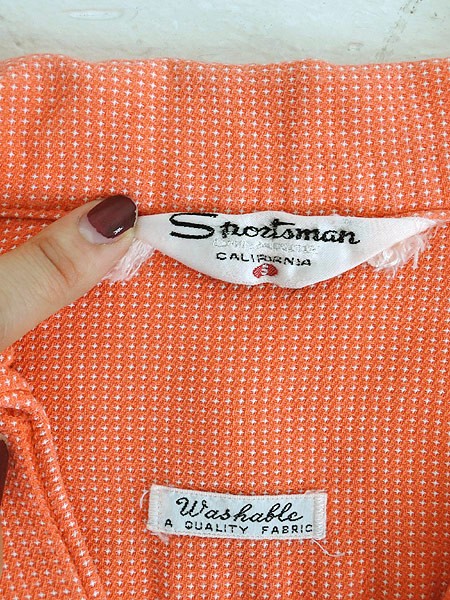 Sportsman
CALIFORNIA
S
Washable
A QUALITY FABRIC